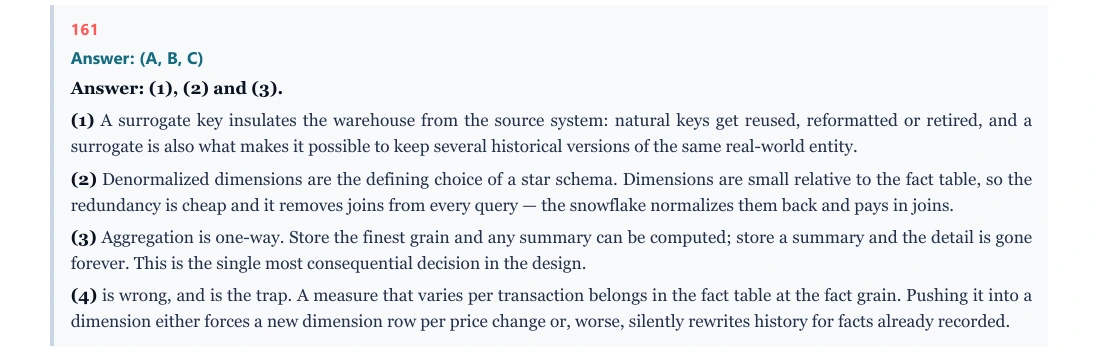 161
Answer: (A, B, C)
Answer: (1), (2) and (3).
(1) A surrogate key insulates the warehouse from the source system: natural keys get reused, reformatted or retired, and a
surrogate is also what makes it possible to keep several historical versions of the same real-world entity.
(2) Denormalized dimensions are the defining choice of a star schema. Dimensions are small relative to the fact table, so the
redundancy is cheap and it removes joins from every query — the snowflake normalizes them back and pays in joins.
(3) Aggregation is one-way. Store the finest grain and any summary can be computed; store a summary and the detail is gone
forever. This is the single most consequential decision in the design.
(4) is wrong, and is the trap. A measure that varies per transaction belongs in the fact table at the fact grain. Pushing it into a
dimension either forces a new dimension row per price change or, worse, silently rewrites history for facts already recorded.